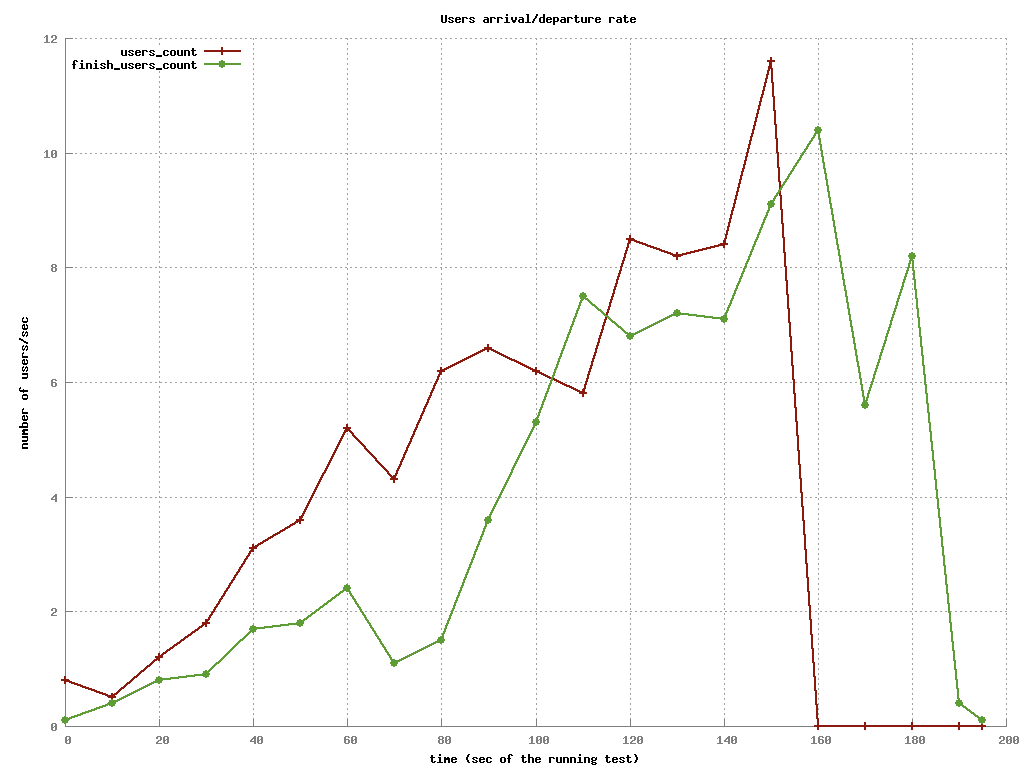 Users arrival/departure rate
users_count
finish_users_count
12
10
8
6
4
2
0
number of users/sec
0 20 40 60 80 100 120 140 160 180 200
time (sec of the running test)